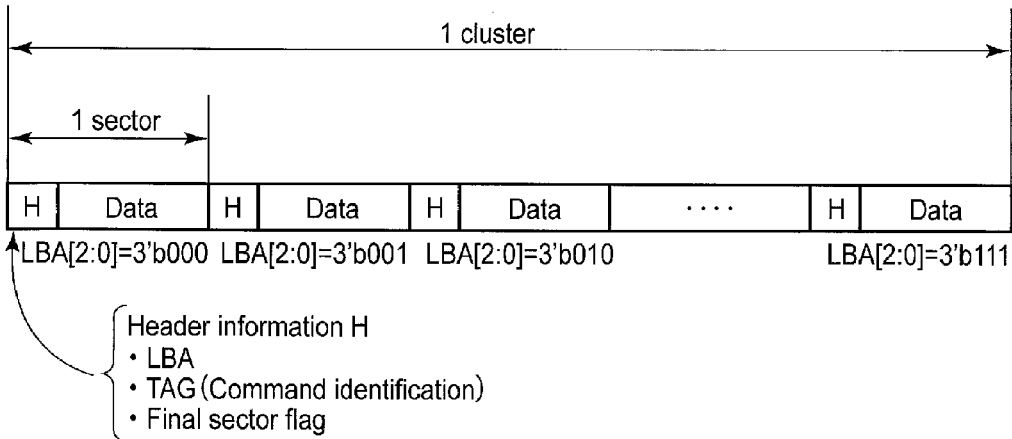 1 cluster
1 sector
H Data H Data H Data ···· H Data
LBA[2:0]=3'b000 LBA[2:0]=3'b001 LBA[2:0]=3'b010 LBA[2:0]=3'b111
Header information H
・LBA
・TAG (Command identification)
・Final sector flag